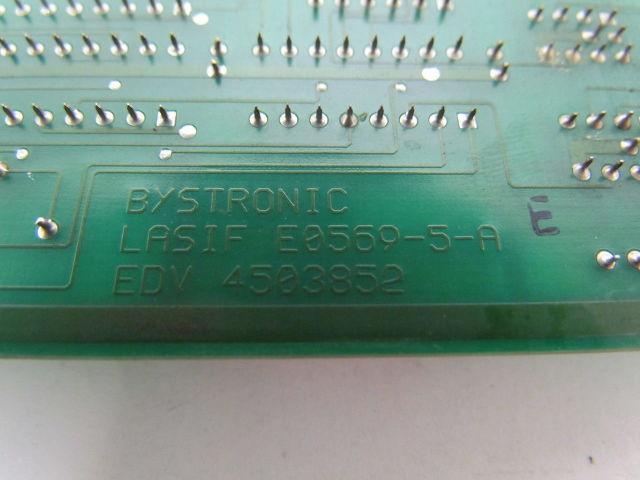 BYSTRONIC
LASIF E0569-5-A
EDV 4503852
E